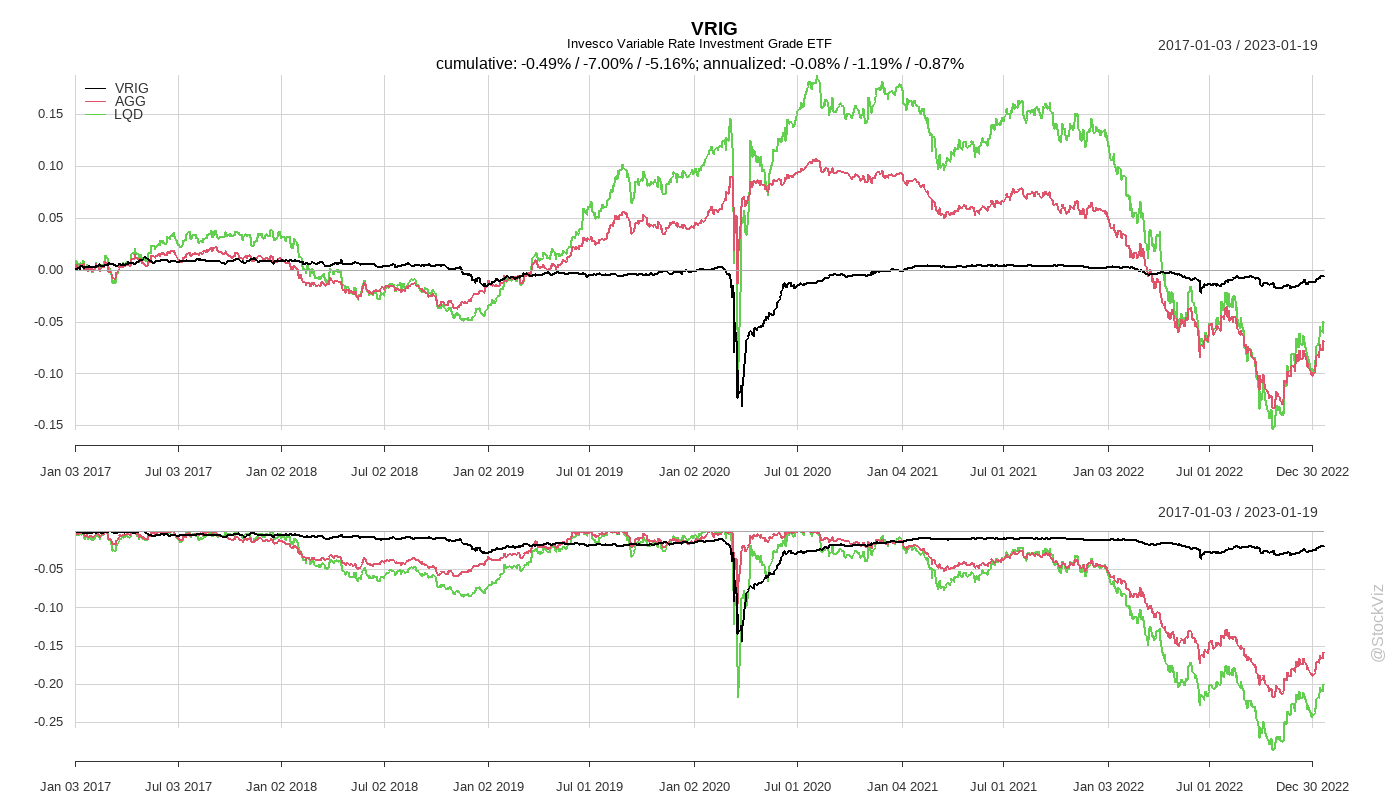 VRIG
Invesco Variable Rate Investment Grade ETF
2017-01-03 / 2023-01-19
cumulative: -0.49% / -7.00% / -5.16%; annualized: -0.08% / -1.19% / -0.87%
VRIG
AGG
LQD
0.15
0.10
0.05
0.00
-0.05
-0.10
-0.15
Jan 03 2017 Jul 03 2017 Jan 02 2018 Jul 02 2018 Jan 02 2019 Jul 01 2019 Jan 02 2020 Jul 01 2020 Jan 04 2021 Jul 01 2021 Jan 03 2022 Jul 01 2022 Dec 30 2022
2017-01-03 / 2023-01-19
-0.05
-0.10
-0.15
-0.20
-0.25
Jan 03 2017 Jul 03 2017 Jan 02 2018 Jul 02 2018 Jan 02 2019 Jul 01 2019 Jan 02 2020 Jul 01 2020 Jan 04 2021 Jul 01 2021 Jan 03 2022 Jul 01 2022 Dec 30 2022
@StockViz